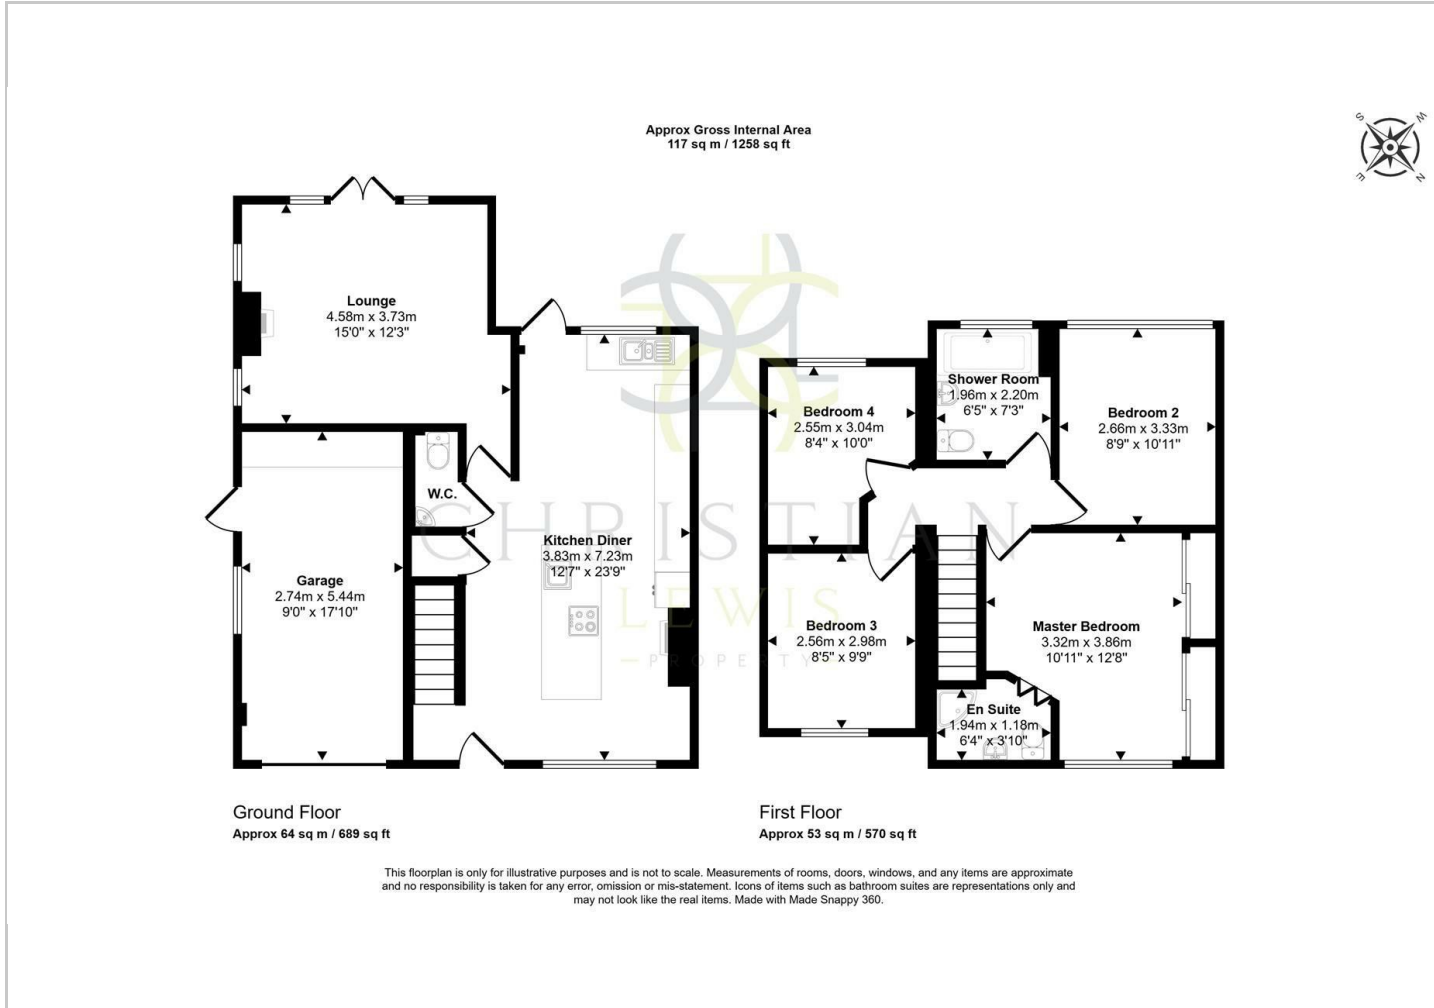 Approx Gross Internal Area
117 sq m / 1258 sq ft
S
W
E
N
Lounge
4.58m x 3.73m
15'0" x 12'3"
W.C.
Kitchen Diner
3.83m x 7.23m
12'7" x 23'9"
Garage
2.74m x 5.44m
9'0" x 17'10"
Shower Room
1.96m x 2.20m
6'5" x 7'3"
Bedroom 4
2.55m x 3.04m
8'4" x 10'0"
Bedroom 2
2.66m x 3.33m
8'9" x 10'11"
Bedroom 3
2.56m x 2.98m
8'5" x 9'9"
Master Bedroom
3.32m x 3.86m
10'11" x 12'8"
En Suite
1.94m x 1.18m
6'4" x 3'10"
CHRISTIAN
LEWIS
PROPERTY
Ground Floor
Approx 64 sq m / 689 sq ft
First Floor
Approx 53 sq m / 570 sq ft
This floorplan is only for illustrative purposes and is not to scale. Measurements of rooms, doors, windows, and any items are approximate
and no responsibility is taken for any error, omission or mis-statement. Icons of items such as bathroom suites are representations only and
may not look like the real items. Made with Made Snappy 360.